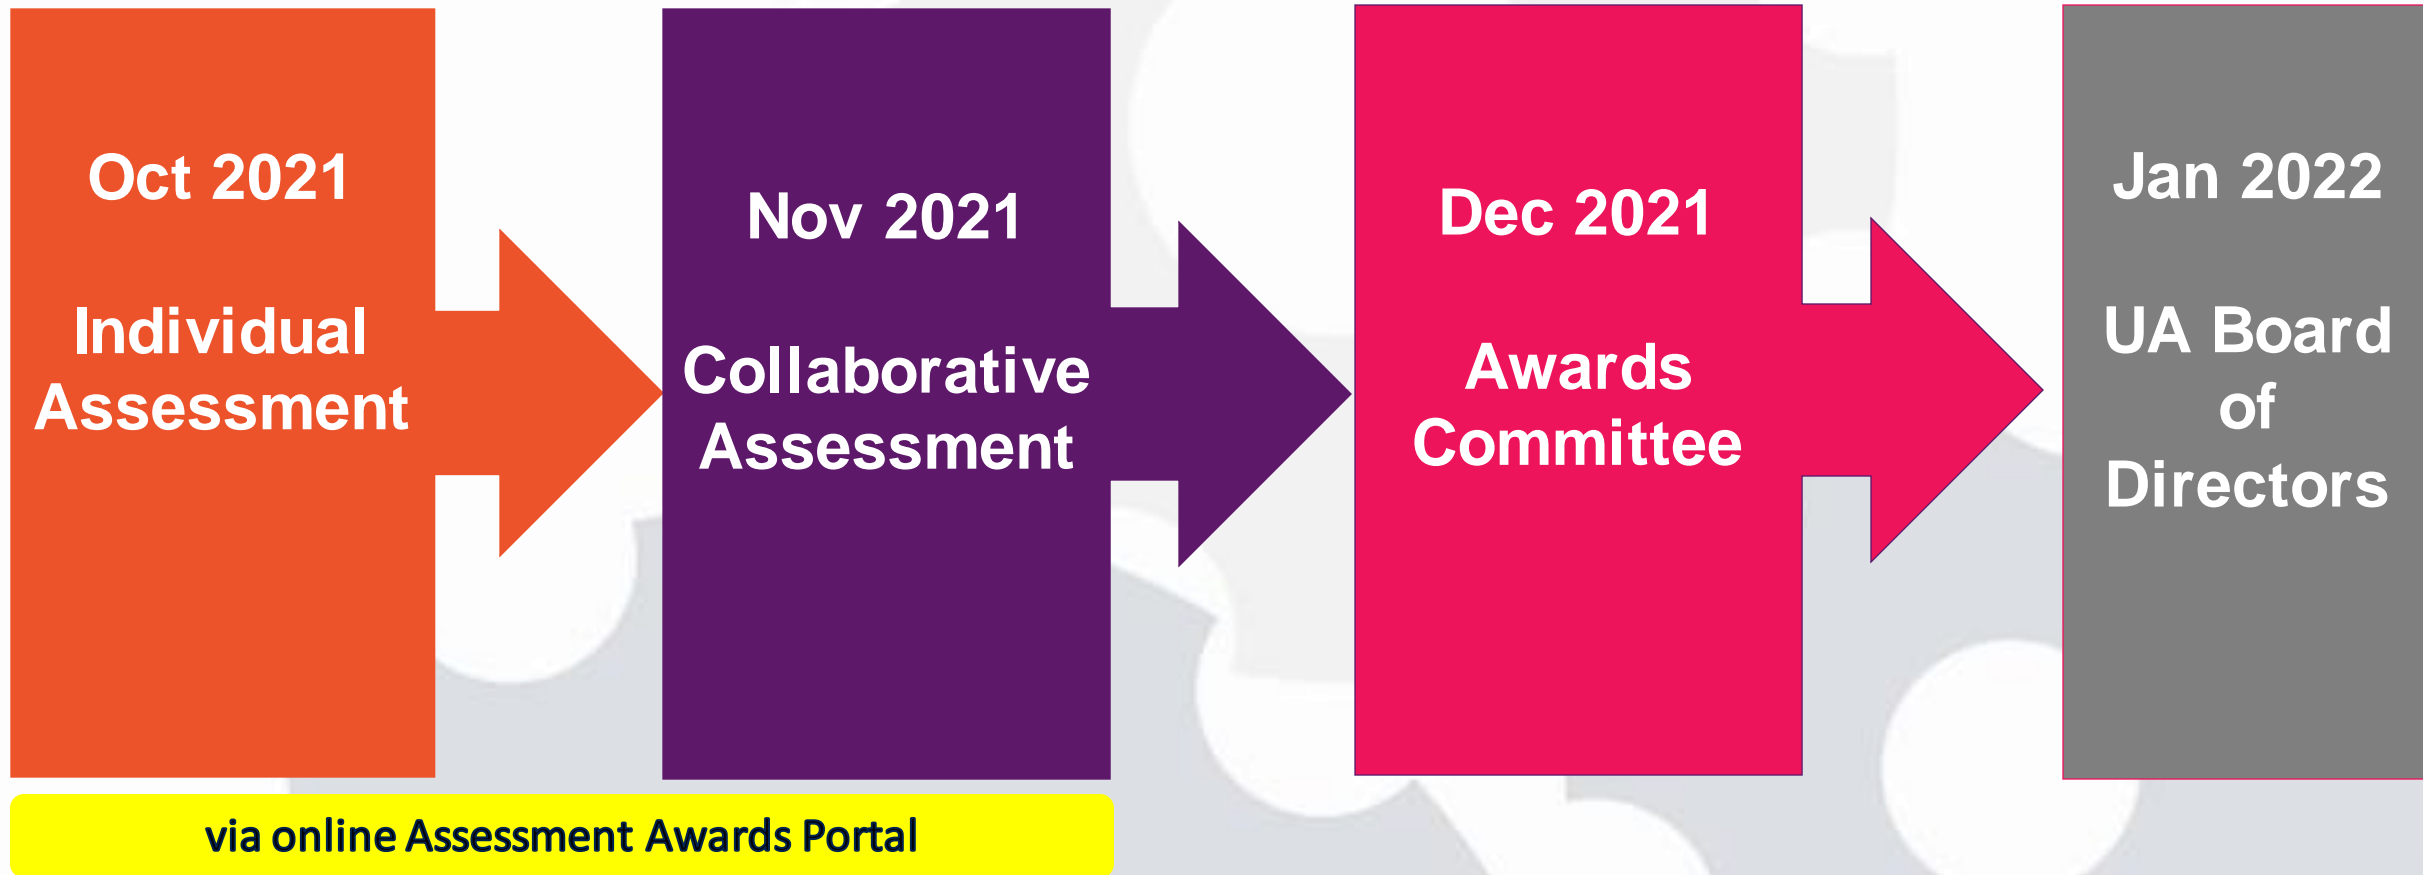 Oct 2021
Individual
Assessment
Nov 2021
Collaborative
Assessment
Dec 2021
Awards
Committee
Jan 2022
UA Board
of
Directors
via online Assessment Awards Portal